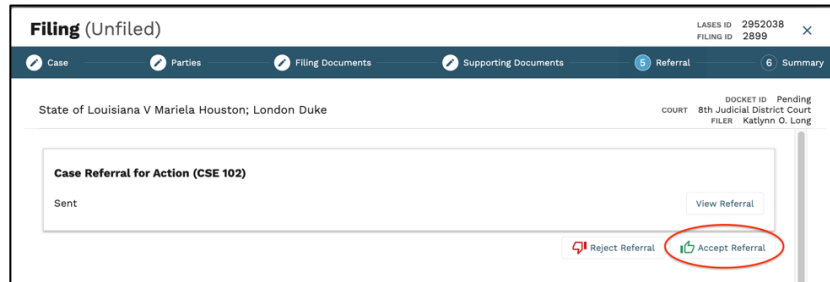 Filing (Unfiled)
LASES ID 2952038
FILING ID 2899
Case
Parties
Filing Documents
Supporting Documents
5 Referral
6 Summary
State of Louisiana V Mariela Houston; London Duke
DOCKET ID Pending
COURT 8th Judicial District Court
FILER Katlynn O. Long
Case Referral for Action (CSE 102)
Sent
View Referral
Reject Referral
Accept Referral